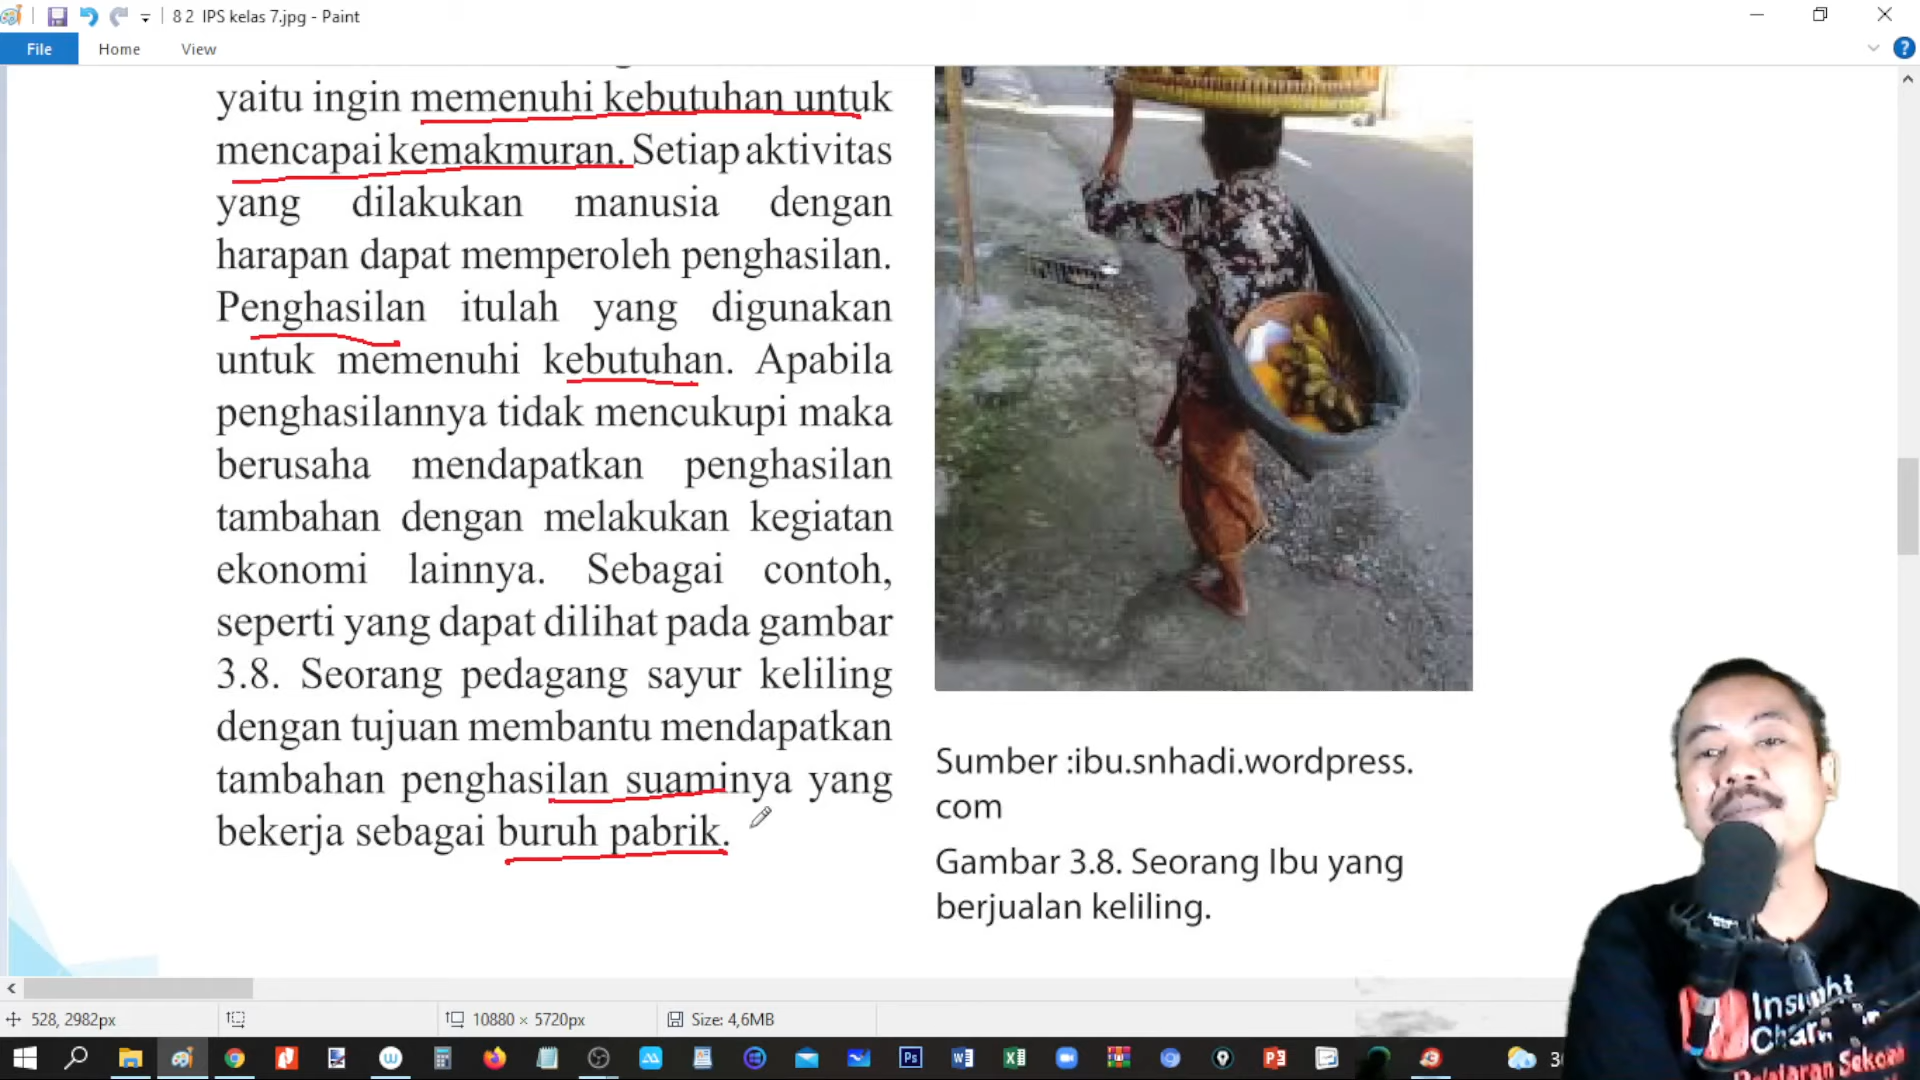 8 2  IPS kelas 7.jpg - Paint
File
Home
View
yaitu ingin memenuhi kebutuhan untuk
mencapai kemakmuran. Setiap aktivitas
yang dilakukan manusia dengan
harapan dapat memperoleh penghasilan.
Penghasilan itulah yang digunakan
untuk memenuhi kebutuhan. Apabila
penghasilannya tidak mencukupi maka
berusaha mendapatkan penghasilan
tambahan dengan melakukan kegiatan
ekonomi lainnya. Sebagai contoh,
seperti yang dapat dilihat pada gambar
3.8. Seorang pedagang sayur keliling
dengan tujuan membantu mendapatkan
tambahan penghasilan suaminya yang
bekerja sebagai buruh pabrik.
Sumber :ibu.snhadi.wordpress.
com
Gambar 3.8. Seorang Ibu yang
berjualan keliling.
528, 2982px
10880 × 5720px
Size: 4,6MB
Ps